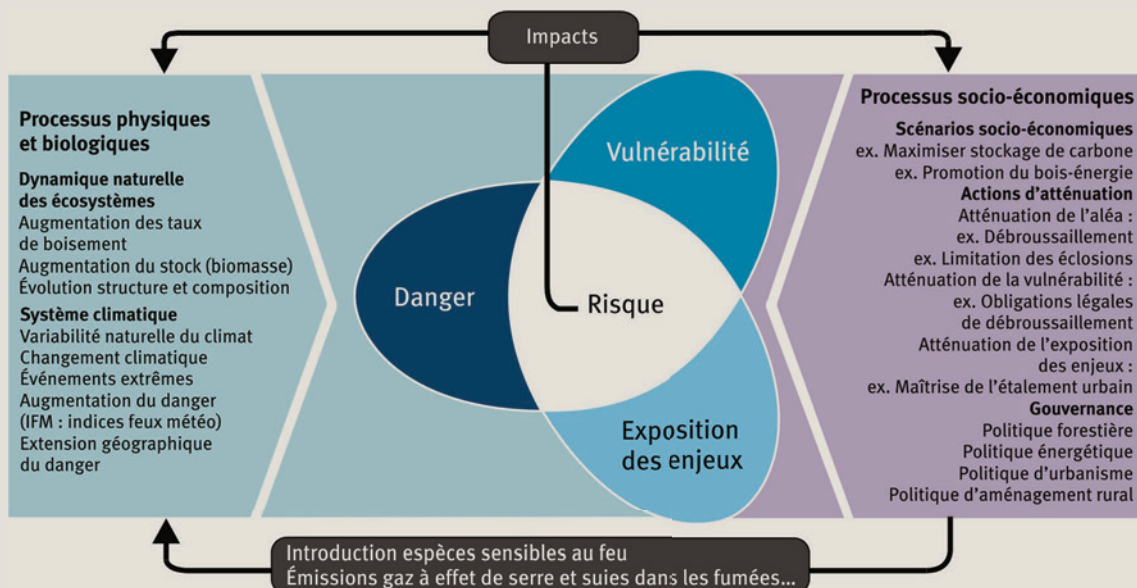 Impacts
Processus physiques
et biologiques
Dynamique naturelle
des écosystèmes
Augmentation des taux
de boisement
Augmentation du stock (biomasse)
Évolution structure et composition
Système climatique
Variabilité naturelle du climat
Changement climatique
Événements extrêmes
Augmentation du danger
(IFM : indices feux météo)
Extension géographique
du danger
Vulnérabilité
Danger
Risque
Exposition
des enjeux
Processus socio-économiques
Scénarios socio-économiques
ex. Maximiser stockage de carbone
ex. Promotion du bois-énergie
Actions d’atténuation
Atténuation de l’aléa :
ex. Débroussaillement
ex. Limitation des éclosions
Atténuation de la vulnérabilité :
ex. Obligations légales
de débroussaillement
Atténuation de l’exposition
des enjeux :
ex. Maîtrise de l’étalement urbain
Gouvernance
Politique forestière
Politique énergétique
Politique d’urbanisme
Politique d’aménagement rural
Introduction espèces sensibles au feu
Émissions gaz à effet de serre et suies dans les fumées...